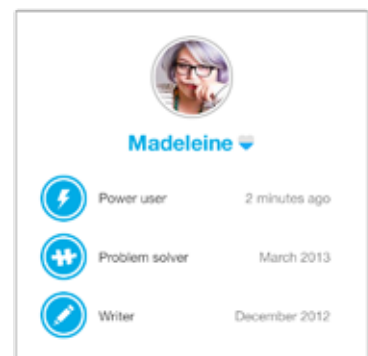 Madeleine
Power user 2 minutes ago
Problem solver March 2013
Writer December 2012